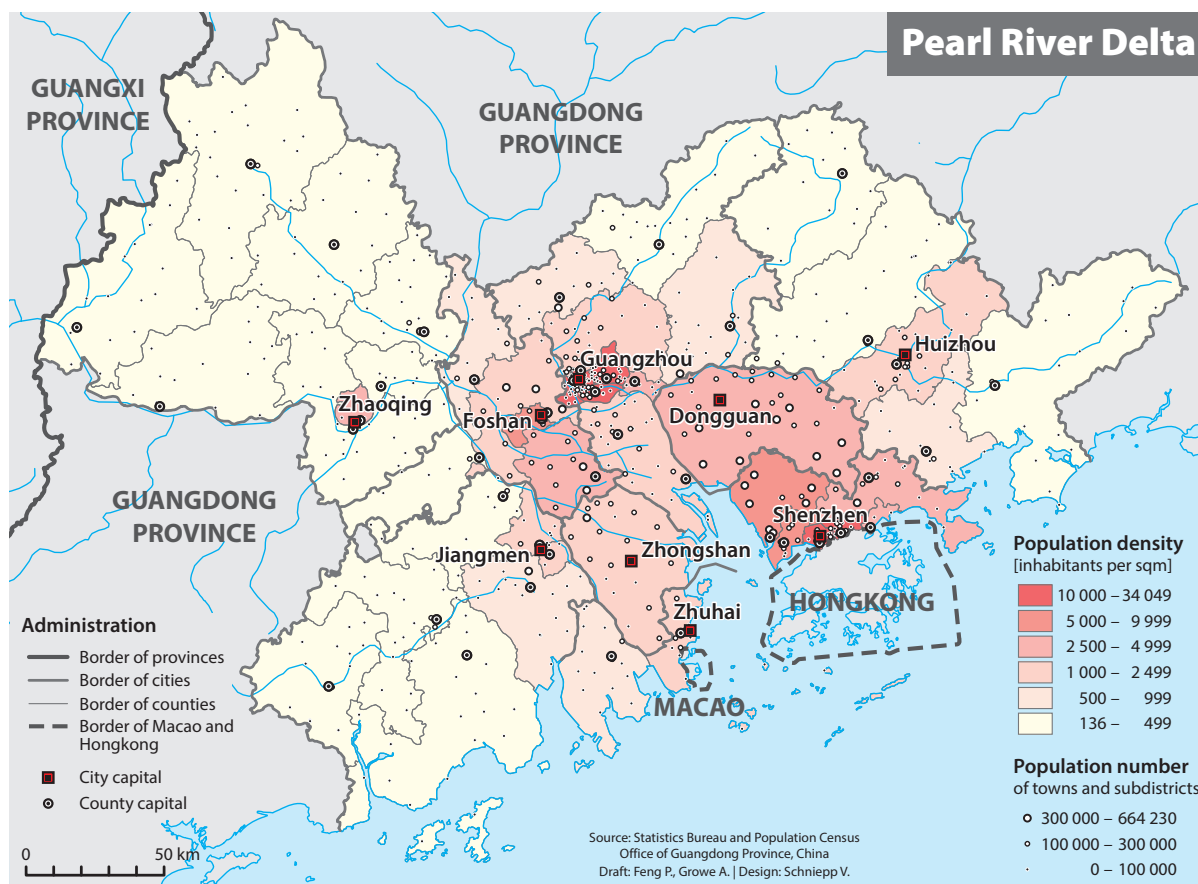 Pearl River Delta
GUANGXI
PROVINCE
GUANGDONG
PROVINCE
Huizhou
Guangzhou
Zhaoqing
Foshan
Dongguan
GUANGDONG
PROVINCE
Shenzhen
Jiangmen
Zhongshan
Zhuhai
HONGKONG
MACAO
Administration
Border of provinces
Border of cities
Border of counties
Border of Macao and
Hongkong
City capital
County capital
0 50 km
Source: Statistics Bureau and Population Census
Office of Guangdong Province, China
Draft: Feng P., Growe A. | Design: Schniepp V.
Population density
[inhabitants per sqm]
10 000 – 34 049
5 000 – 9 999
2 500 – 4 999
1 000 – 2 499
500 – 999
136 – 499
Population number
of towns and subdistricts
300 000 – 664 230
100 000 – 300 000
0 – 100 000